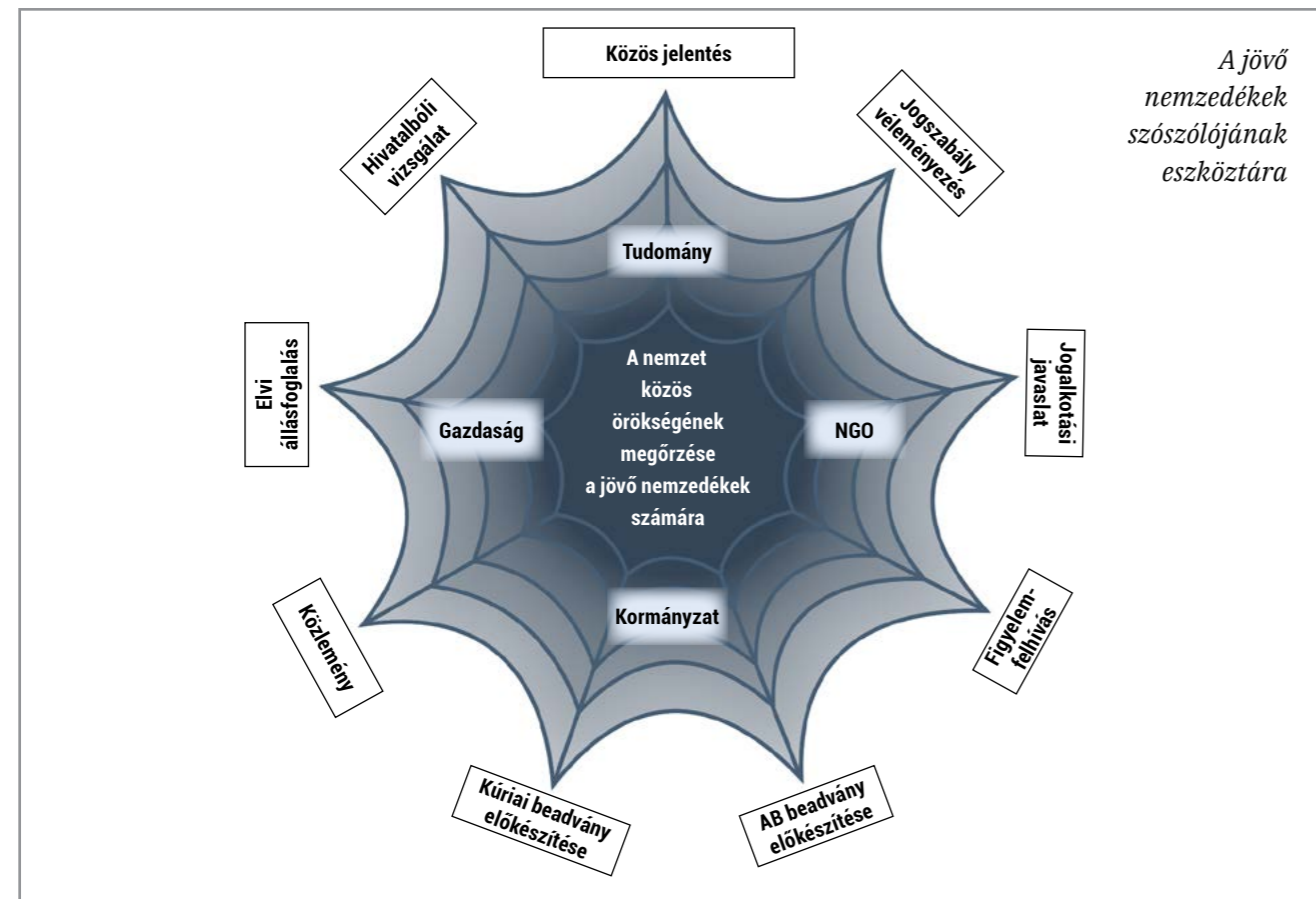 Közös jelentés
A jövő
nemzedékek
szószólójának
eszköztára
Hivatalbóli
vizsgálat
Jogszabály
véleményezés
Tudomány
Elvi
állásfoglalás
Gazdaság
A nemzet
közös
örökségének
megőrzése
a jövő nemzedékek
számára
NGO
Jogalkotási
javaslat
Kormányzat
Közlemény
Figyelem-
felhívás
Kúriai beadvány
előkészítése
AB beadvány
előkészítése